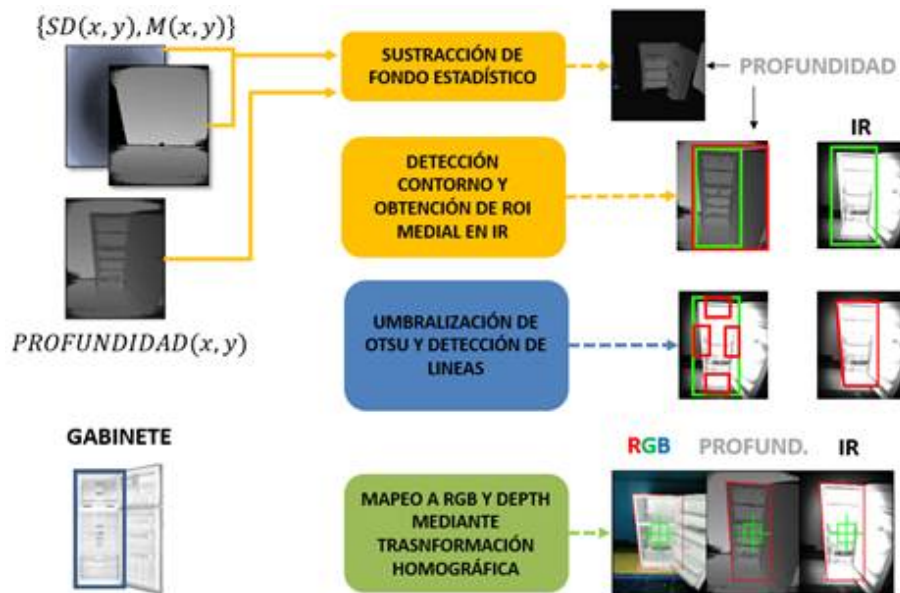 {SD(x, y), M(x, y)}
SUSTRACCIÓN DE
FONDO ESTADÍSTICO
PROFUNDIDAD
IR
DETECCIÓN
CONTORNO Y
OBTENCIÓN DE ROI
MEDIAL EN IR
PROFUNDIDAD(x, y)
UMBRALIZACIÓN DE
OTSU Y DETECCIÓN DE
LINEAS
GABINETE
RGB PROFUND. IR
MAPEO A RGB Y DEPTH
MEDIANTE
TRASNFORMACIÓN
HOMOGRÁFICA